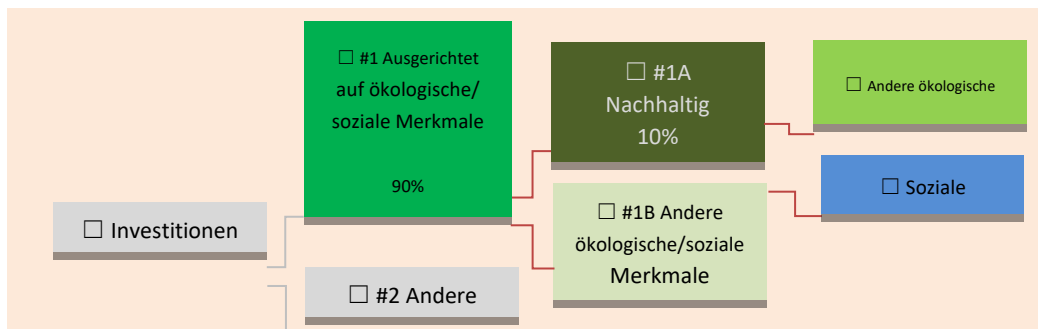 ☐ #1 Ausgerichtet
auf ökologische/
soziale Merkmale
90%
☐ #1A
Nachhaltig
10%
☐ Andere ökologische
☐ Soziale
☐ Investitionen
☐ #1B Andere
ökologische/soziale
Merkmale
☐ #2 Andere